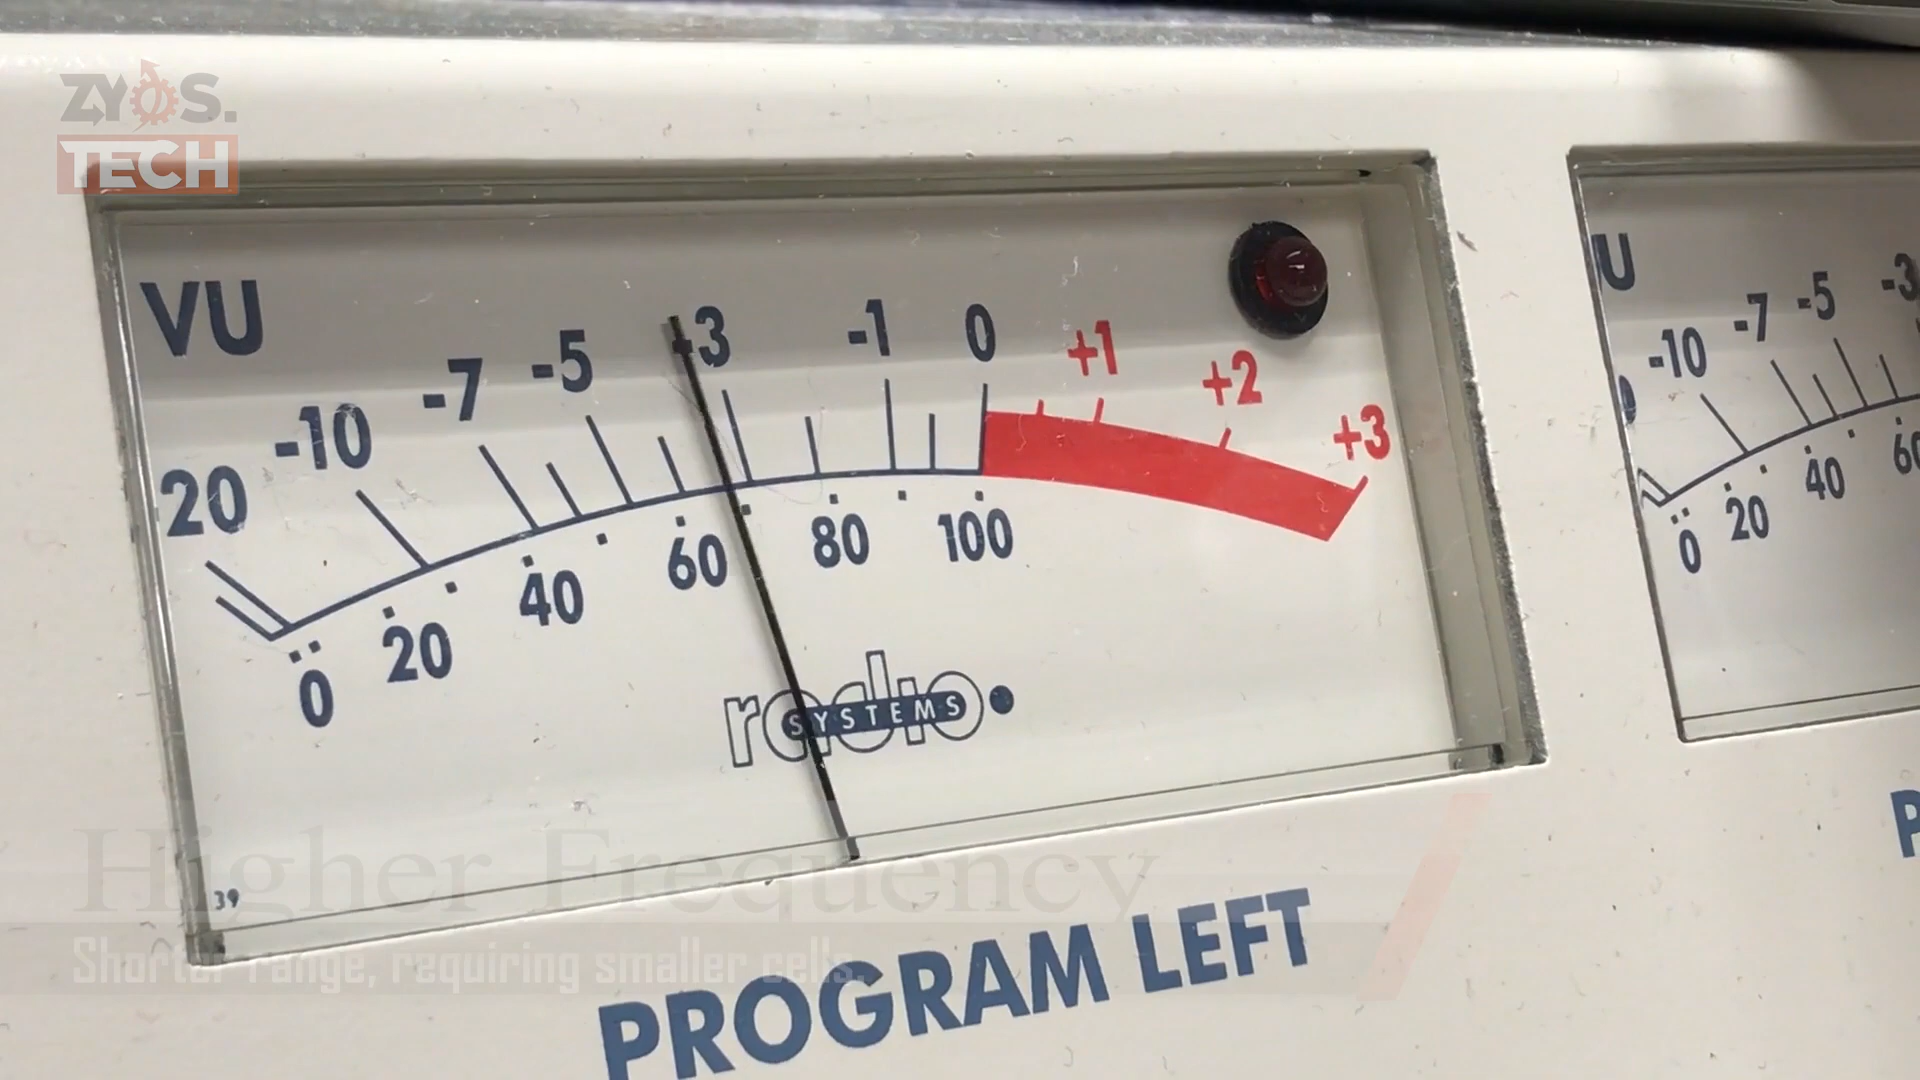 ZYOS.
TECH
VU
20 -10 -7 -5 -3 -1 0 +1 +2 +3
0 20 40 60 80 100
radio
SYSTEMS
39
PROGRAM LEFT
U
-10 -7 -5 -3
0 20 40 60
P
Higher Frequency
Shorter range, requiring smaller cells.